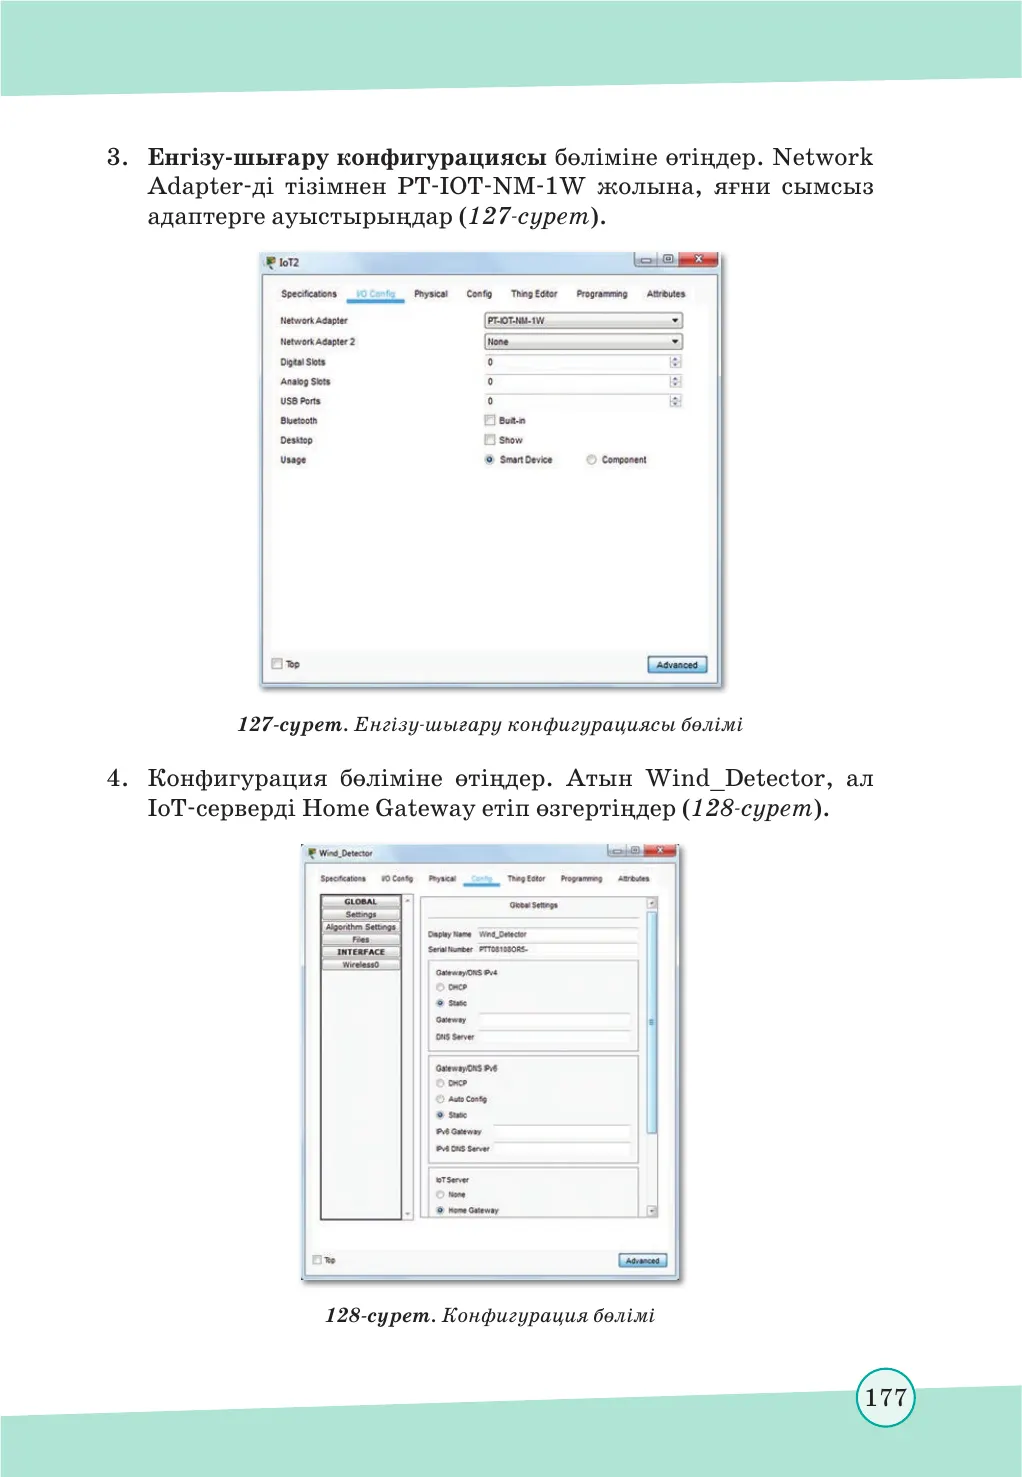 3. Енгізу-шығару конфигурациясы бөліміне өтіңдер. Network
Adapter-ді тізімнен PT-IOT-NM-1W жолына, яғни сымсыз
адаптерге ауыстырыңдар (127-сурет).
IoT2
Specifications I/O Config Physical Config Thing Editor Programming Attributes
Network Adapter PT-IOT-NM-1W
Network Adapter 2 None
Digital Slots 0
Analog Slots 0
USB Ports 0
Bluetooth Built-in
Desktop Show
Usage Smart Device Component
Top Advanced
127-сурет. Енгізу-шығару конфигурациясы бөлімі
4. Конфигурация бөліміне өтіңдер. Атын Wind_Detector, ал
IoT-серверді Home Gateway етіп өзгертіңдер (128-сурет).
Wind_Detector
Specifications I/O Config Physical Config Thing Editor Programming Attributes
GLOBAL
Settings
Algorithm Settings
Files
INTERFACE
Wireless0
Global Settings
Display Name Wind_Detector
Serial Number PTT08108OR5-
Gateway/DNS IPv4
DHCP
Static
Gateway
DNS Server
Gateway/DNS IPv6
DHCP
Auto Config
Static
IPv6 Gateway
IPv6 DNS Server
IoT Server
None
Home Gateway
Top Advanced
128-сурет. Конфигурация бөлімі
177